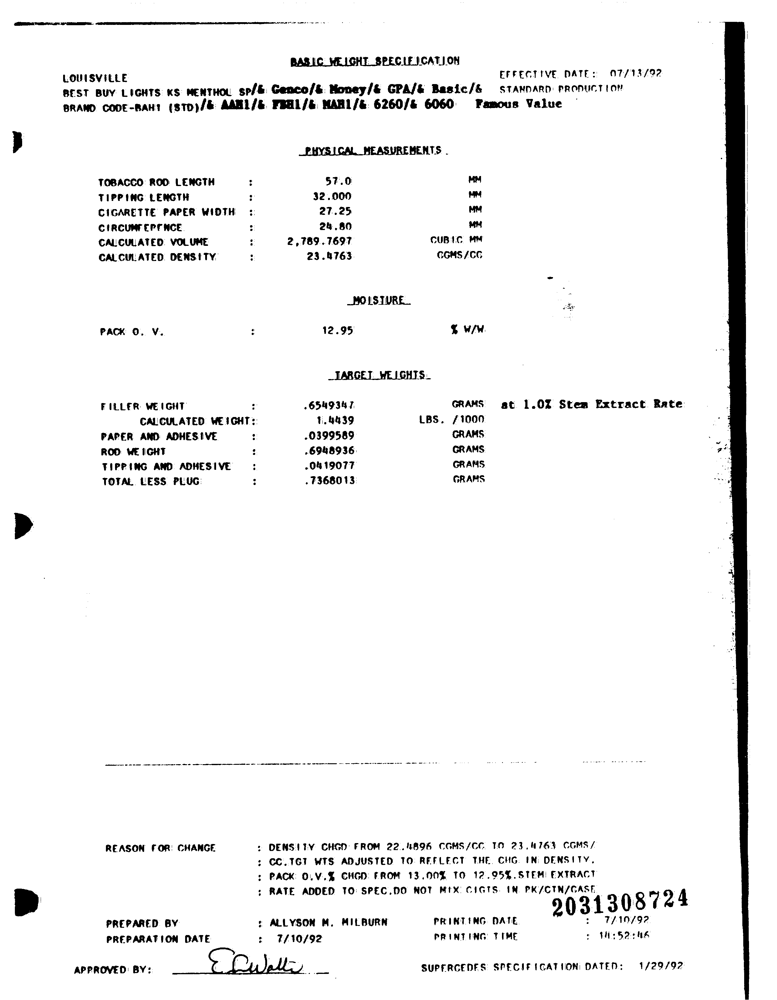 BASIC WEIGHT SPECIFICATION
LOUISVILLE EFFECTIVE DATE: 07/13/92
BEST BUY LIGHTS KS MENTHOL SP/& Genco/& Money/& GPA/& Basic/& STANDARD PRODUCTION
BRAND CODE-BAH1 (STD)/& AAH1/& FBH1/& MAH1/& 6260/& 6060 Famous Value
PHYSICAL MEASUREMENTS
TOBACCO ROD LENGTH : 57.0 MM
TIPPING LENGTH : 32.000 MM
CIGARETTE PAPER WIDTH : 27.25 MM
CIRCUMFERENCE : 24.80 MM
CALCULATED VOLUME : 2,789.7697 CUBIC MM
CALCULATED DENSITY : 23.4763 CGMS/CC
MOISTURE
PACK O. V. : 12.95 % W/W
TARGET WEIGHTS
FILLER WEIGHT : .6549347 GRAMS at 1.0% Stem Extract Rate
CALCULATED WEIGHT: 1.4439 LBS. /1000
PAPER AND ADHESIVE : .0399589 GRAMS
ROD WEIGHT : .6948936 GRAMS
TIPPING AND ADHESIVE : .0419077 GRAMS
TOTAL LESS PLUG : .7368013 GRAMS
REASON FOR CHANGE : DENSITY CHGD FROM 22.4896 CGMS/CC TO 23.4763 CGMS/
: CC.TGT WTS ADJUSTED TO REFLECT THE CHG IN DENSITY.
: PACK O.V.% CHGD FROM 13.00% TO 12.95%.STEM EXTRACT
: RATE ADDED TO SPEC.DO NOT MIX CIGTS IN PK/CTN/CASE
2031308724
PREPARED BY : ALLYSON M. MILBURN PRINTING DATE : 7/10/92
PREPARATION DATE : 7/10/92 PRINTING TIME : 14:52:46
APPROVED BY: SUPERCEDES SPECIFICATION DATED: 1/29/92